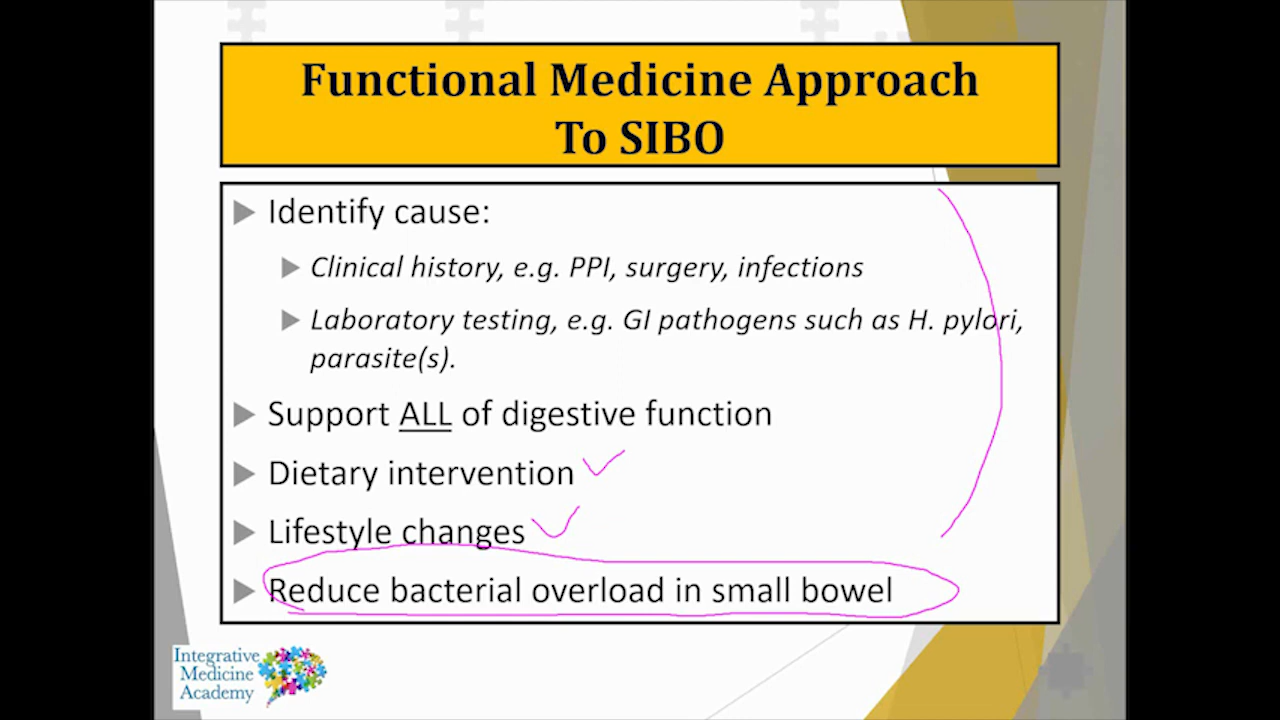 Functional Medicine Approach
To SIBO
Identify cause:
Clinical history, e.g. PPI, surgery, infections
Laboratory testing, e.g. GI pathogens such as H. pylori,
parasite(s).
Support ALL of digestive function
Dietary intervention
Lifestyle changes
Reduce bacterial overload in small bowel
Integrative
Medicine
Academy